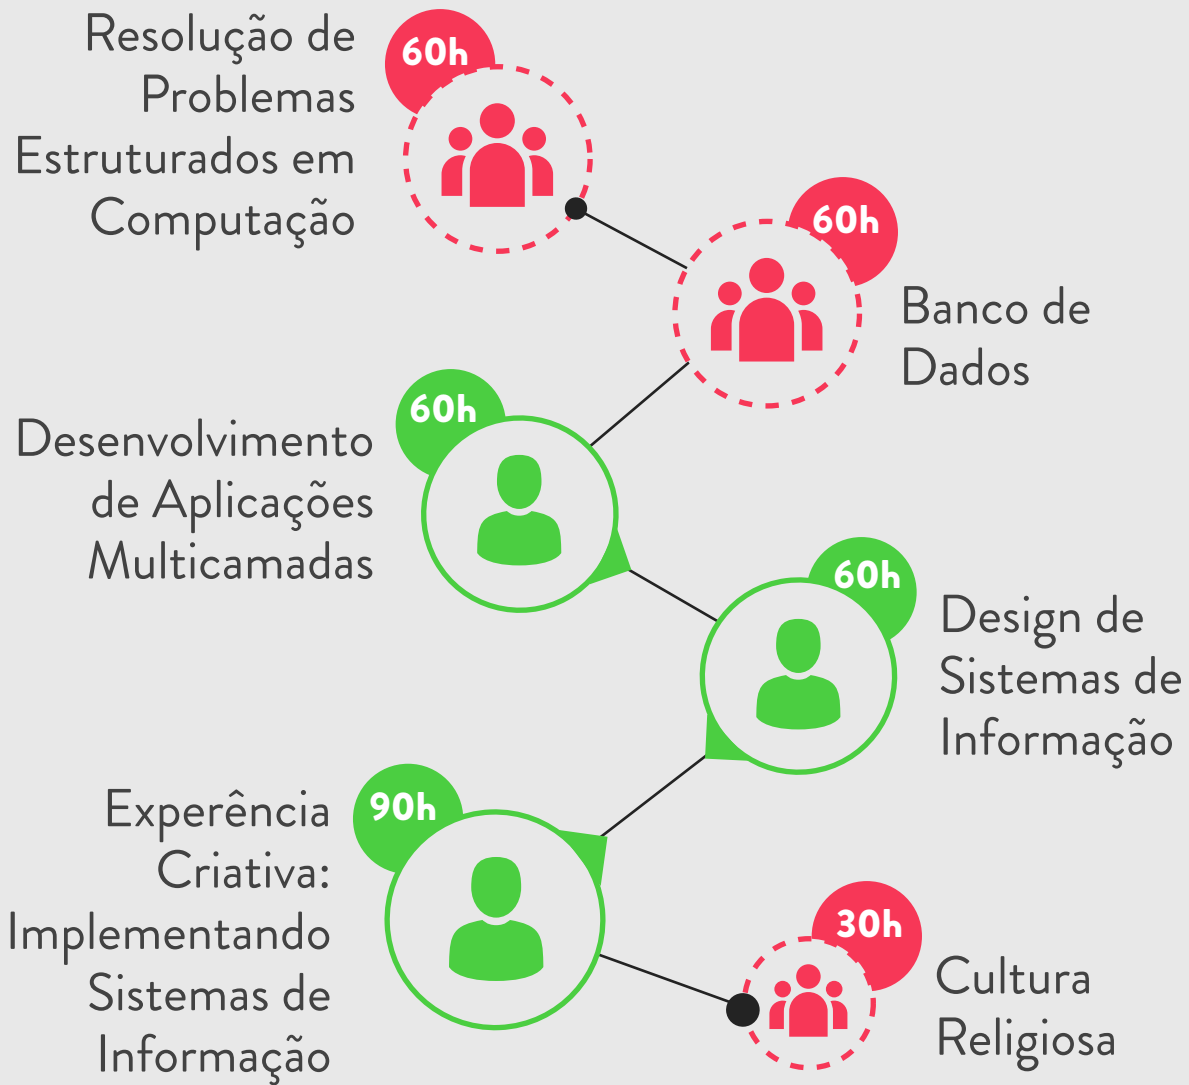 Resolução de
Problemas
Estruturados em
Computação
60h
60h
Banco de
Dados
60h
Desenvolvimento
de Aplicações
Multicamadas
60h
Design de
Sistemas de
Informação
90h
Experência
Criativa:
Implementando
Sistemas de
Informação
30h
Cultura
Religiosa